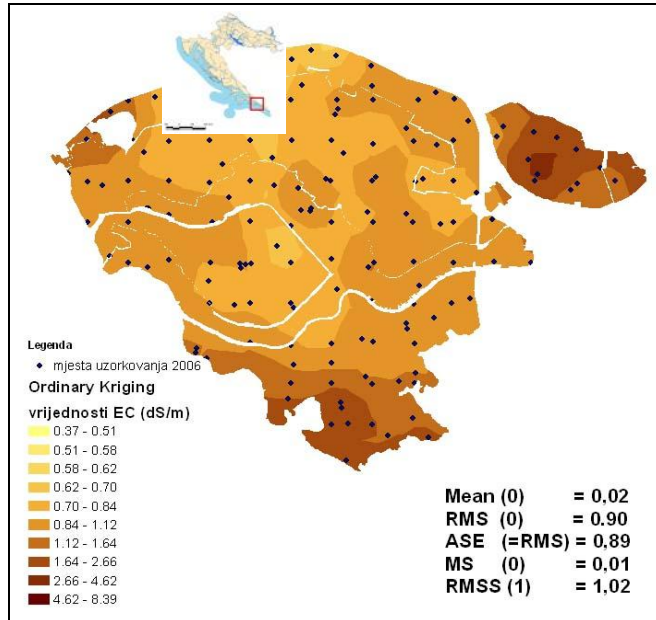 Legenda
mjesta uzorkovanja 2006
Ordinary Kriging
vrijednosti EC (dS/m)
0.37 - 0.51
0.51 - 0.58
0.58 - 0.62
0.62 - 0.70
0.70 - 0.84
0.84 - 1.12
1.12 - 1.64
1.64 - 2.66
2.66 - 4.62
4.62 - 8.39
Mean (0) = 0,02
RMS (0) = 0.90
ASE (=RMS) = 0,89
MS (0) = 0,01
RMSS (1) = 1,02